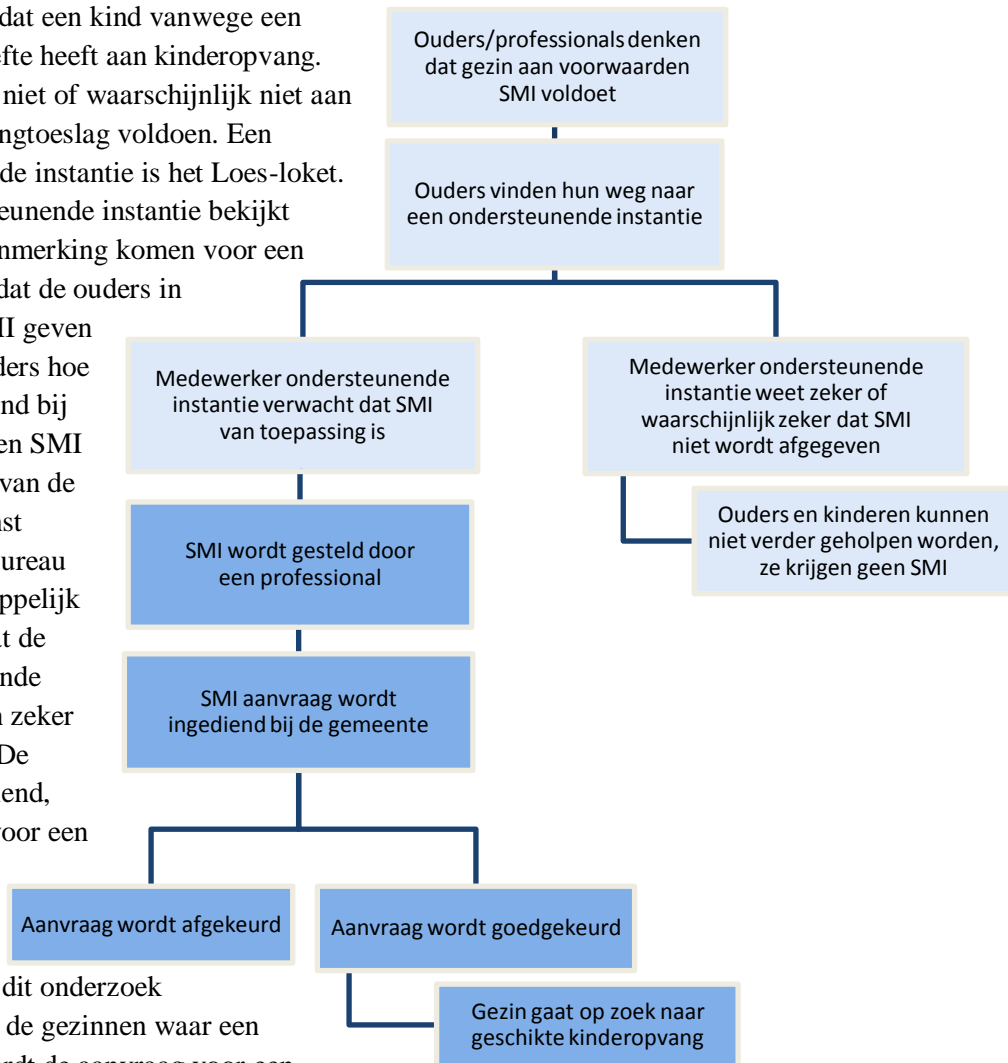 dat een kind vanwege een
efte heeft aan kinderopvang.
niet of waarschijnlijk niet aan
ngtoeslag voldoen. Een
de instantie is het Loes-loket.
eunende instantie bekijkt
nmerking komen voor een
dat de ouders in
II geven
ders hoe
nd bij
en SMI
van de
nst
ureau
ppelijk
at de
nde
n zeker
De
end,
voor een
dit onderzoek
de gezinnen waar een
rdt de aanvraag voor een
Ouders/professionals denken
dat gezin aan voorwaarden
SMI voldoet
Ouders vinden hun weg naar
een ondersteunende instantie
Medewerker ondersteunende
instantie verwacht dat SMI
van toepassing is
Medewerker ondersteunende
instantie weet zeker of
waarschijnlijk zeker dat SMI
niet wordt afgegeven
Ouders en kinderen kunnen
niet verder geholpen worden,
ze krijgen geen SMI
SMI wordt gesteld door
een professional
SMI aanvraag wordt
ingediend bij de gemeente
Aanvraag wordt afgekeurd
Aanvraag wordt goedgekeurd
Gezin gaat op zoek naar
geschikte kinderopvang